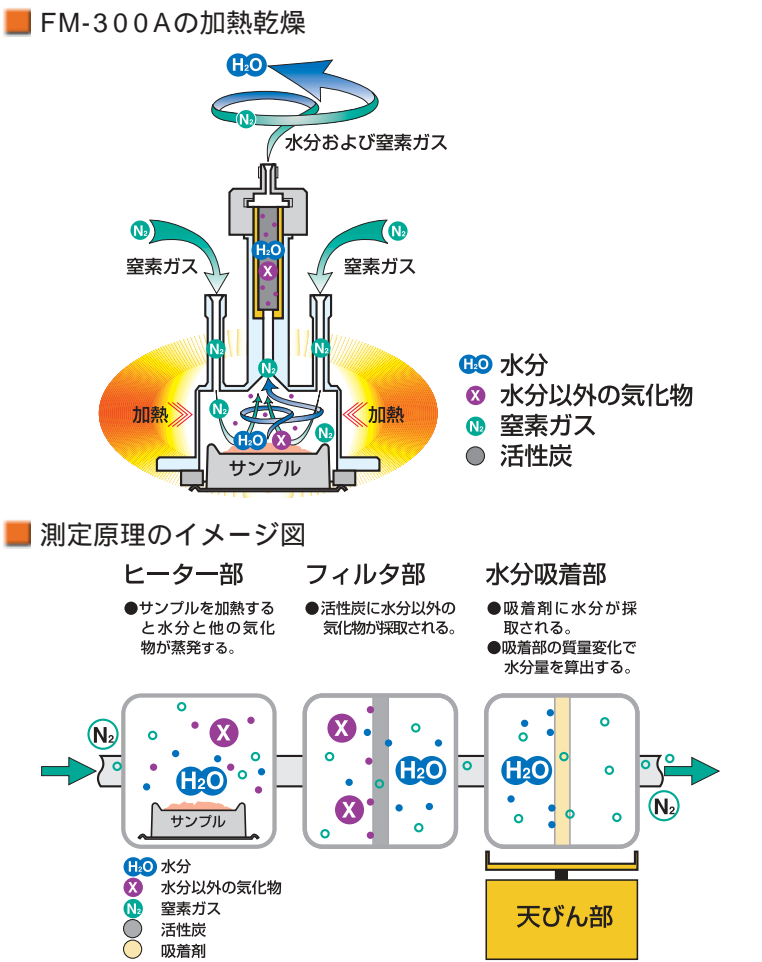 FM-300Aの加熱乾燥
H₂O
N₂
水分および窒素ガス
N₂
N₂
H₂O
窒素ガス
窒素ガス
X
N₂
N₂
N₂
H₂O 水分
X 水分以外の気化物
加熱
N₂
加熱
N₂ 窒素ガス
H₂O
X
N₂
活性炭
サンプル
測定原理のイメージ図
ヒーター部
フィルタ部
水分吸着部
●サンプルを加熱する
と水分と他の気化
物が蒸発する。
●活性炭に水分以外の
気化物が採取される。
●吸着剤に水分が採
取される。
●吸着部の質量変化で
水分量を算出する。
N₂
X
H₂O
サンプル
X
H₂O
X
H₂O
N₂
H₂O 水分
X 水分以外の気化物
N₂ 窒素ガス
活性炭
吸着剤
天びん部